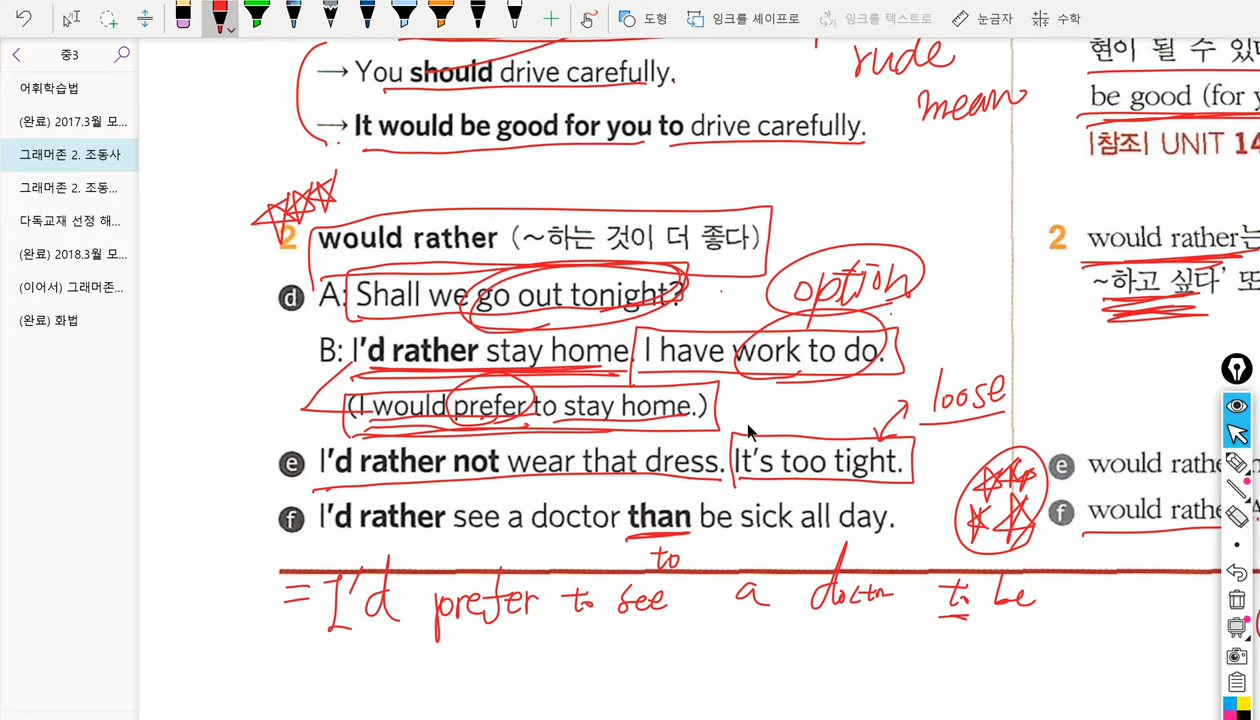 도형
잉크를 셰이프로
잉크를 텍스트로
눈금자
수학
중3
어휘학습법
(완료) 2017.3월 모...
그래머존 2. 조동사
그래머존 2. 조동...
다독교재 선정 해...
(완료) 2018.3월 모...
(이어서) 그래머존...
(완료) 화법
→ You should drive carefully.
rude
mean
→ It would be good for you to drive carefully.
2 would rather (~하는 것이 더 좋다)
d A: Shall we go out tonight?
option
B: I'd rather stay home. I have work to do.
(I would prefer to stay home.)
loose
e I'd rather not wear that dress. It's too tight.
f I'd rather see a doctor than be sick all day.
to
= I'd prefer to see a doctor to be
현이 될 수 있다
be good (for y
|참조| UNIT 14
2 would rather는
~하고 싶다' 또
e would rathe
f would rathe